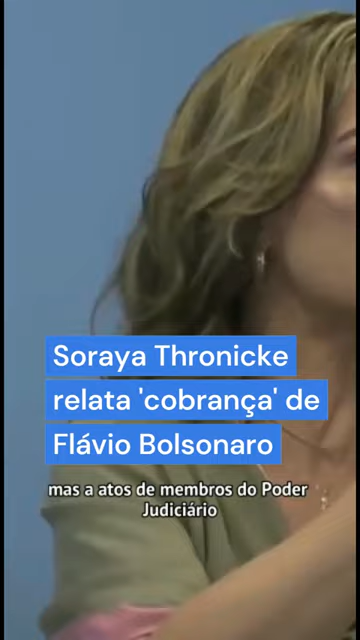 Soraya Thronicke
relata 'cobrança' de
Flávio Bolsonaro
mas a atos de membros do Poder
Judiciário